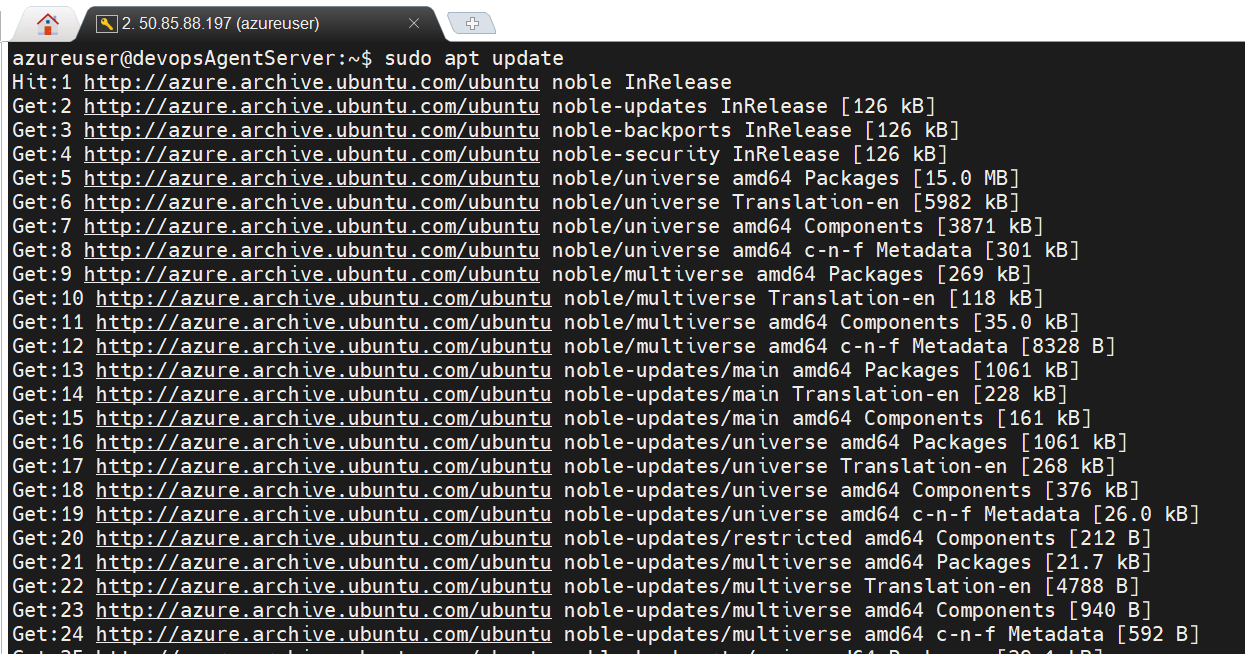 2. 50.85.88.197 (azureuser)
azureuser@devopsAgentServer:~$ sudo apt update
Hit:1 http://azure.archive.ubuntu.com/ubuntu noble InRelease
Get:2 http://azure.archive.ubuntu.com/ubuntu noble-updates InRelease [126 kB]
Get:3 http://azure.archive.ubuntu.com/ubuntu noble-backports InRelease [126 kB]
Get:4 http://azure.archive.ubuntu.com/ubuntu noble-security InRelease [126 kB]
Get:5 http://azure.archive.ubuntu.com/ubuntu noble/universe amd64 Packages [15.0 MB]
Get:6 http://azure.archive.ubuntu.com/ubuntu noble/universe Translation-en [5982 kB]
Get:7 http://azure.archive.ubuntu.com/ubuntu noble/universe amd64 Components [3871 kB]
Get:8 http://azure.archive.ubuntu.com/ubuntu noble/universe amd64 c-n-f Metadata [301 kB]
Get:9 http://azure.archive.ubuntu.com/ubuntu noble/multiverse amd64 Packages [269 kB]
Get:10 http://azure.archive.ubuntu.com/ubuntu noble/multiverse Translation-en [118 kB]
Get:11 http://azure.archive.ubuntu.com/ubuntu noble/multiverse amd64 Components [35.0 kB]
Get:12 http://azure.archive.ubuntu.com/ubuntu noble/multiverse amd64 c-n-f Metadata [8328 B]
Get:13 http://azure.archive.ubuntu.com/ubuntu noble-updates/main amd64 Packages [1061 kB]
Get:14 http://azure.archive.ubuntu.com/ubuntu noble-updates/main Translation-en [228 kB]
Get:15 http://azure.archive.ubuntu.com/ubuntu noble-updates/main amd64 Components [161 kB]
Get:16 http://azure.archive.ubuntu.com/ubuntu noble-updates/universe amd64 Packages [1061 kB]
Get:17 http://azure.archive.ubuntu.com/ubuntu noble-updates/universe Translation-en [268 kB]
Get:18 http://azure.archive.ubuntu.com/ubuntu noble-updates/universe amd64 Components [376 kB]
Get:19 http://azure.archive.ubuntu.com/ubuntu noble-updates/universe amd64 c-n-f Metadata [26.0 kB]
Get:20 http://azure.archive.ubuntu.com/ubuntu noble-updates/restricted amd64 Components [212 B]
Get:21 http://azure.archive.ubuntu.com/ubuntu noble-updates/multiverse amd64 Packages [21.7 kB]
Get:22 http://azure.archive.ubuntu.com/ubuntu noble-updates/multiverse Translation-en [4788 B]
Get:23 http://azure.archive.ubuntu.com/ubuntu noble-updates/multiverse amd64 Components [940 B]
Get:24 http://azure.archive.ubuntu.com/ubuntu noble-updates/multiverse amd64 c-n-f Metadata [592 B]